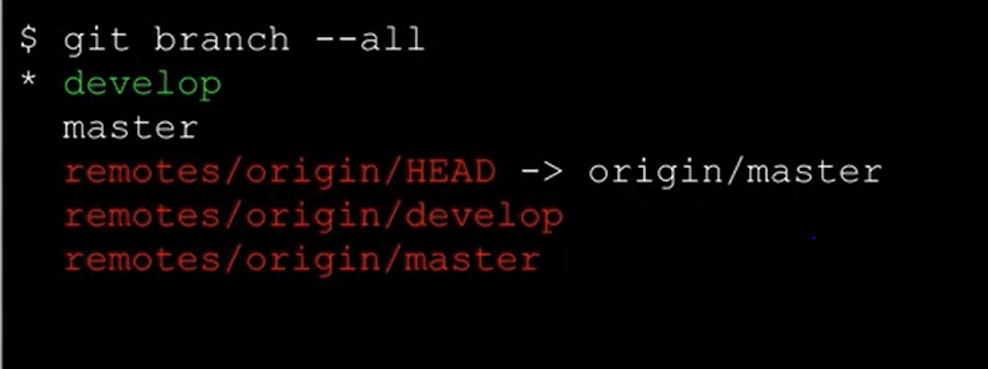 $ git branch --all
* develop
  master
  remotes/origin/HEAD -> origin/master
  remotes/origin/develop
  remotes/origin/master